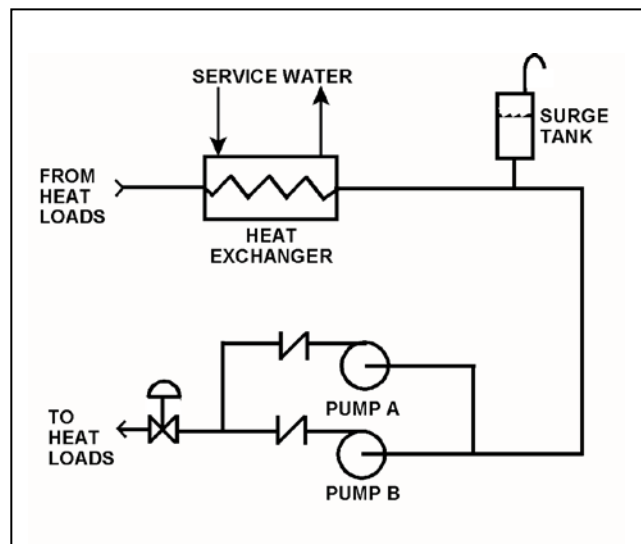 SERVICE WATER
SURGE
TANK
FROM
HEAT
LOADS
HEAT
EXCHANGER
PUMP A
TO
HEAT
LOADS
PUMP B